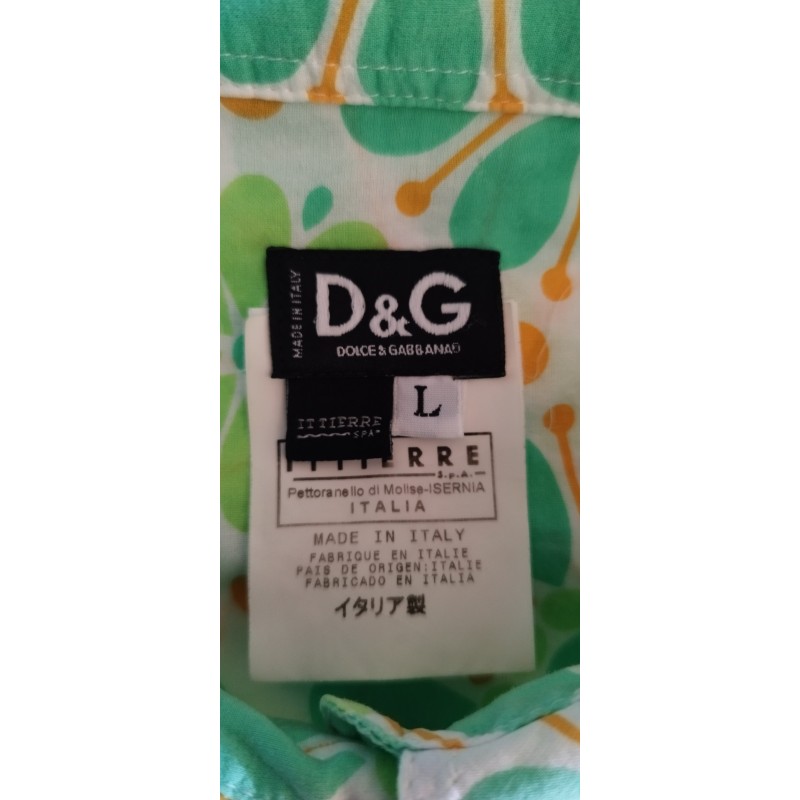 MADE IN ITALY
D&G
DOLCE & GABBANA
ITTIERRE
SPA
L
ITTIERRE
S.p.A.
Pettoranello di Molise-ISERNIA
ITALIA
MADE IN ITALY
FABRIQUE EN ITALIE
PAIS DE ORIGEN:ITALIE
FABRICADO EN ITALIA
イタリア製